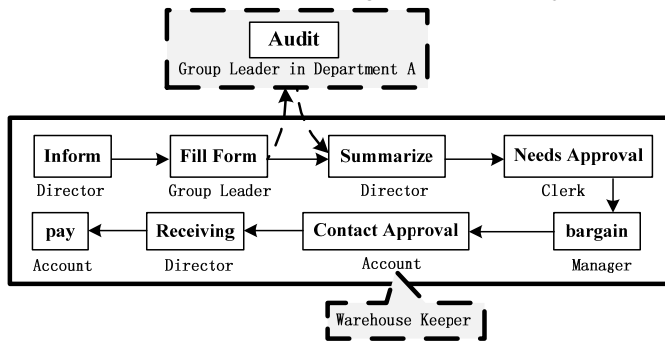 Audit
Group Leader in Department A
Inform
Fill Form
Summarize
Needs Approval
Director
Group Leader
Director
Clerk
pay
Receiving
Contact Approval
bargain
Account
Director
Account
Manager
Warehouse Keeper